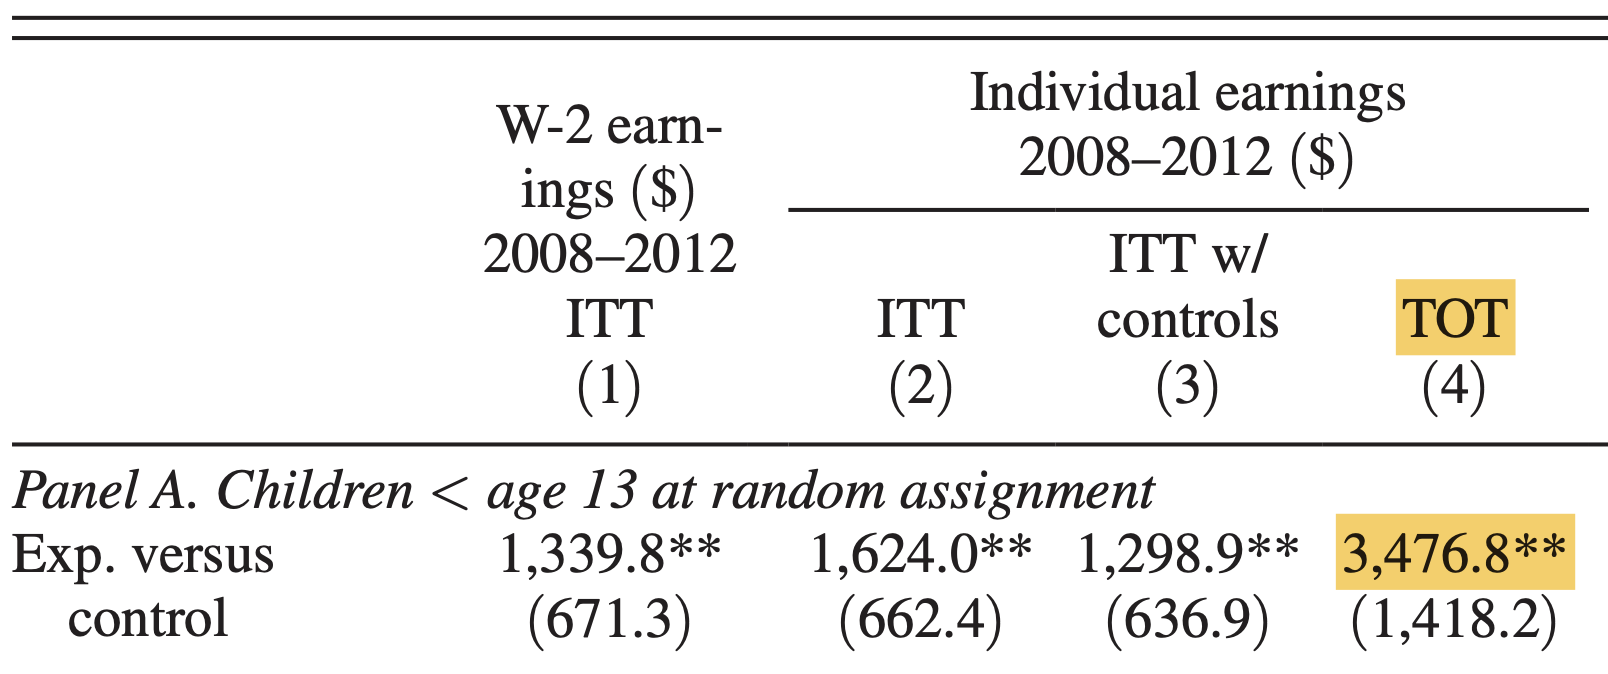 Individual earnings
2008–2012 ($)
W-2 earn-
ings ($)
2008–2012
ITT
(1)
ITT
(2)
ITT w/
controls
(3)
TOT
(4)
Panel A. Children < age 13 at random assignment
Exp. versus 1,339.8** 1,624.0** 1,298.9** 3,476.8**
control (671.3) (662.4) (636.9) (1,418.2)